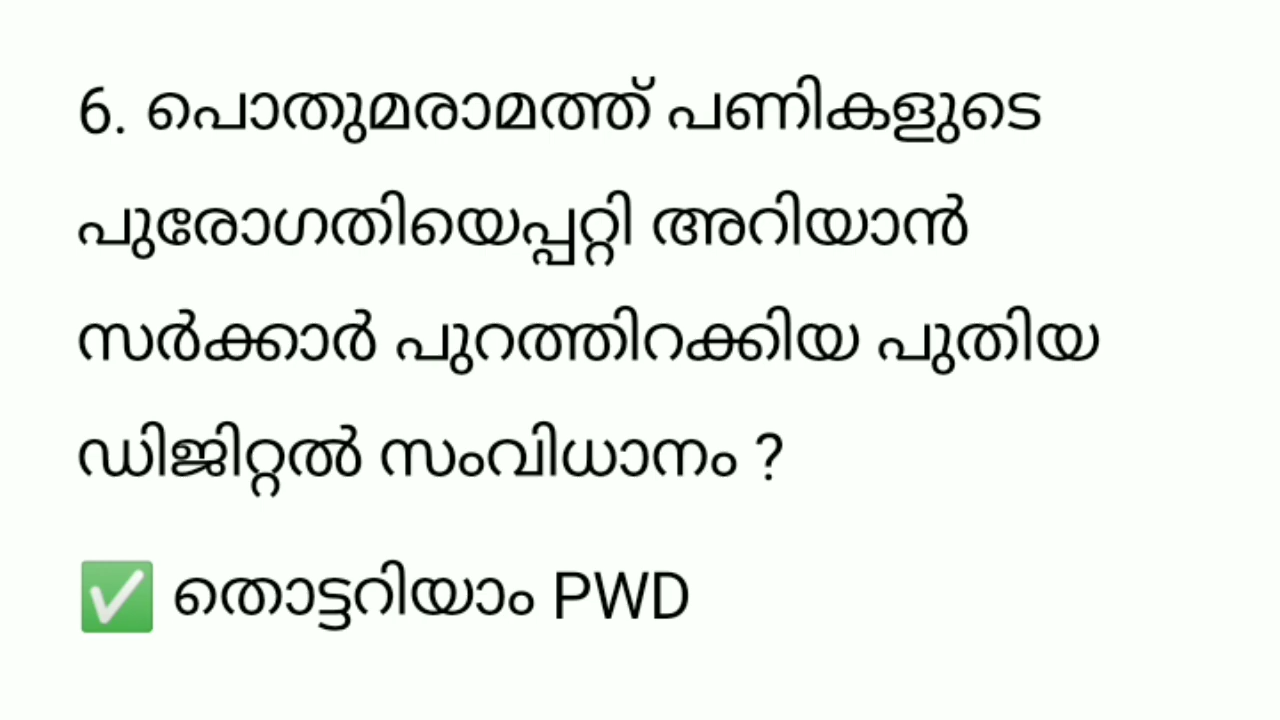 6. പൊതുമരാമത്ത് പണികളുടെ
പുരോഗതിയെപ്പറ്റി അറിയാൻ
സർക്കാർ പുറത്തിറക്കിയ പുതിയ
ഡിജിറ്റൽ സംവിധാനം ?
✅ തൊട്ടറിയാം PWD